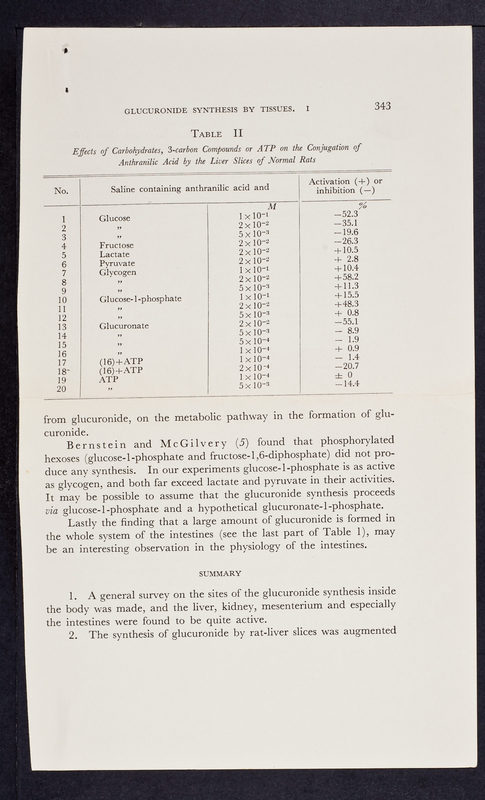 GLUCURONIDE SYNTHESIS BY TISSUES. I 343
TABLE II
Effects of Carbohydrates, 3-carbon Compounds or ATP on the Conjugation of
Anthranilic Acid by the Liver Slices of Normal Rats
No. Saline containing anthranilic acid and Activation (+) or
inhibition (−)
M %
1 Glucose 1×10⁻¹ −52.3
2 ,, 2×10⁻² −35.1
3 ,, 5×10⁻³ −19.6
4 Fructose 2×10⁻² −26.3
5 Lactate 2×10⁻² +10.5
6 Pyruvate 2×10⁻² + 2.8
7 Glycogen 1×10⁻¹ +10.4
8 ,, 2×10⁻² +58.2
9 ,, 5×10⁻³ +11.3
10 Glucose-1-phosphate 1×10⁻¹ +15.5
11 ,, 2×10⁻² +48.3
12 ,, 5×10⁻³ + 0.8
13 Glucuronate 2×10⁻² −55.1
14 ,, 5×10⁻³ − 8.9
15 ,, 5×10⁻⁴ − 1.9
16 ,, 1×10⁻⁴ + 0.9
17 (16)+ATP 1×10⁻⁴ − 1.4
18 (16)+ATP 2×10⁻⁴ −20.7
19 ATP 1×10⁻⁴ ± 0
20 ,, 5×10⁻³ −14.4
from glucuronide, on the metabolic pathway in the formation of glu-
curonide.
Bernstein and McGilvery (5) found that phosphorylated
hexoses (glucose-1-phosphate and fructose-1,6-diphosphate) did not pro-
duce any synthesis. In our experiments glucose-1-phosphate is as active
as glycogen, and both far exceed lactate and pyruvate in their activities.
It may be possible to assume that the glucuronide synthesis proceeds
via glucose-1-phosphate and a hypothetical glucuronate-1-phosphate.
Lastly the finding that a large amount of glucuronide is formed in
the whole system of the intestines (see the last part of Table 1), may
be an interesting observation in the physiology of the intestines.
SUMMARY
1. A general survey on the sites of the glucuronide synthesis inside
the body was made, and the liver, kidney, mesenterium and especially
the intestines were found to be quite active.
2. The synthesis of glucuronide by rat-liver slices was augmented